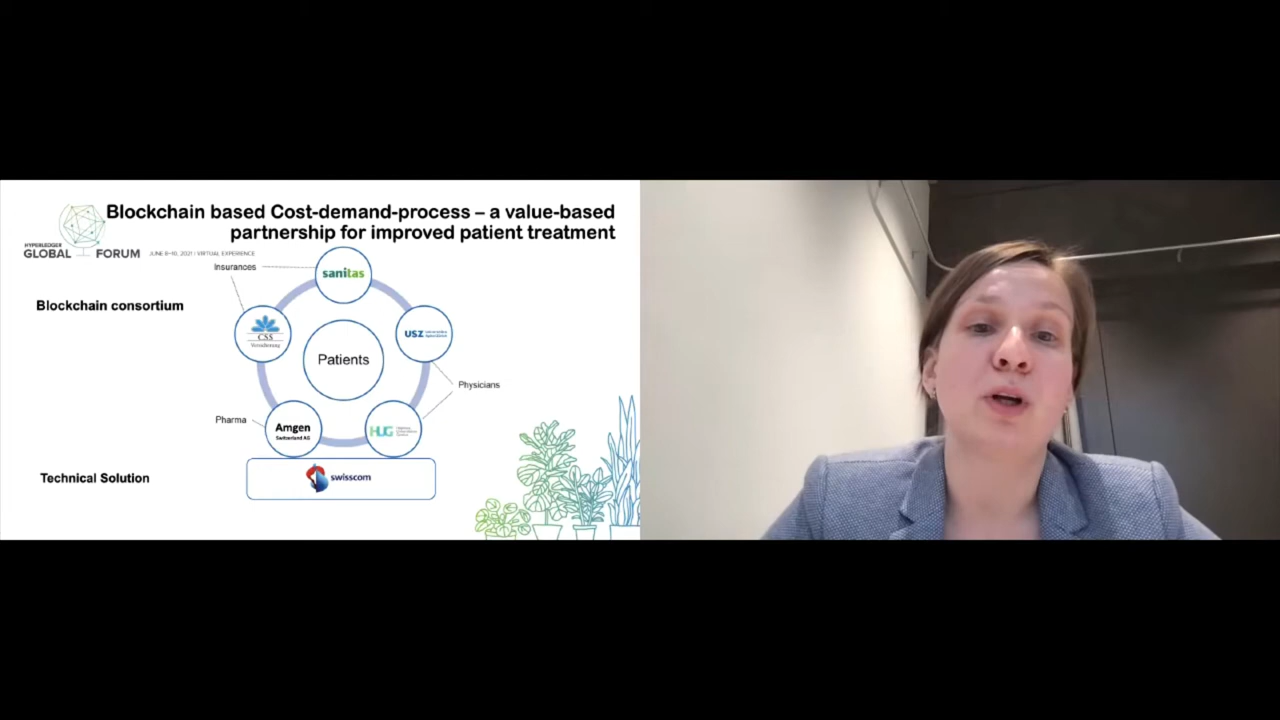 Blockchain based Cost-demand-process – a value-based
partnership for improved patient treatment
HYPERLEDGER
GLOBAL FORUM
JUNE 8–10, 2021 | VIRTUAL EXPERIENCE
Insurances
sanitas
Blockchain consortium
CSS
Versicherung
USZ
Patients
Physicians
Pharma
Amgen
Switzerland AG
HUG
Technical Solution
swisscom